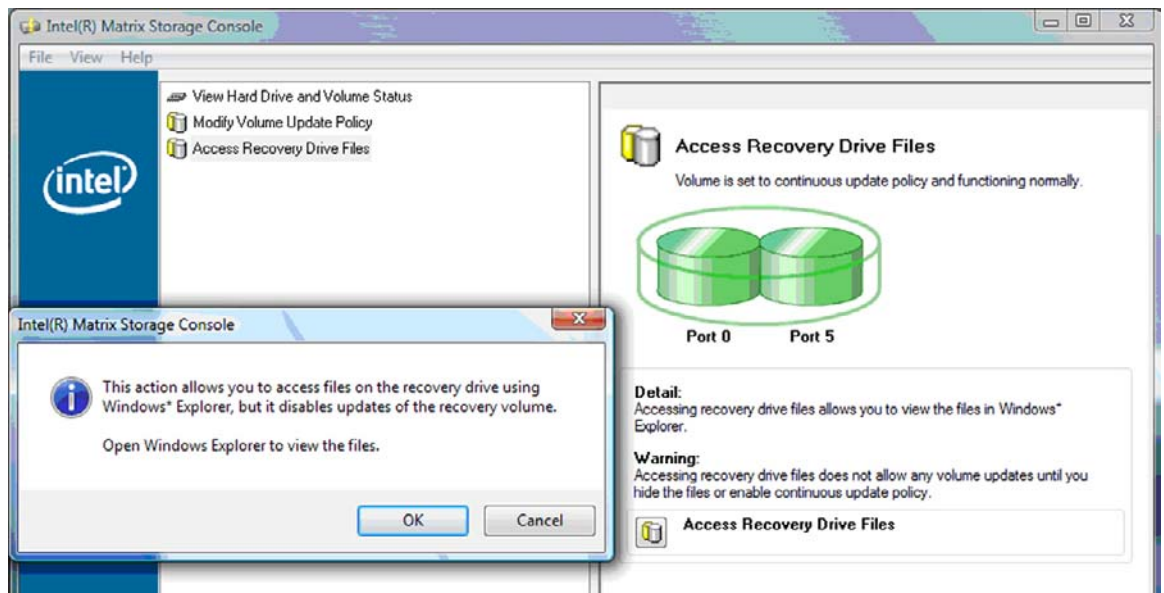 Intel(R) Matrix Storage Console
File View Help
View Hard Drive and Volume Status
Modify Volume Update Policy
Access Recovery Drive Files
intel
Access Recovery Drive Files
Volume is set to continuous update policy and functioning normally.
Port 0 Port 5
Detail:
Accessing recovery drive files allows you to view the files in Windows*
Explorer.
Warning:
Accessing recovery drive files does not allow any volume updates until you
hide the files or enable continuous update policy.
Access Recovery Drive Files
Intel(R) Matrix Storage Console
This action allows you to access files on the recovery drive using
Windows* Explorer, but it disables updates of the recovery volume.
Open Windows Explorer to view the files.
OK Cancel